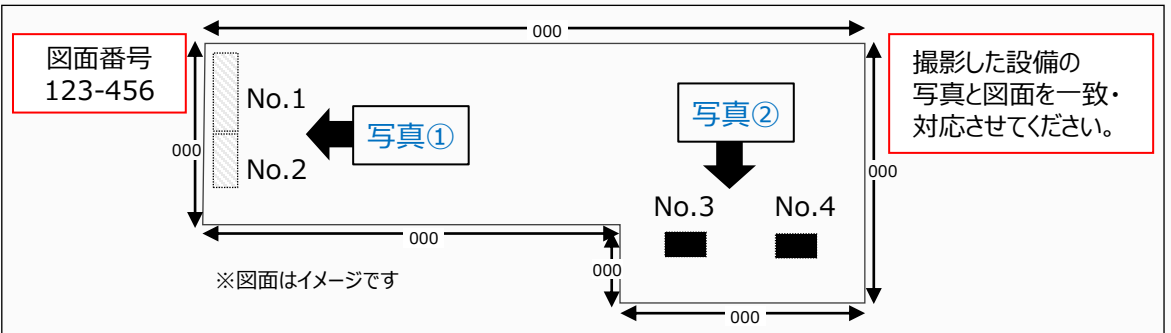 000
図面番号
123-456
撮影した設備の
写真と図面を一致・
対応させてください。
No.1
写真①
写真②
000
No.2
000
No.3
No.4
000
000
※図面はイメージです
000